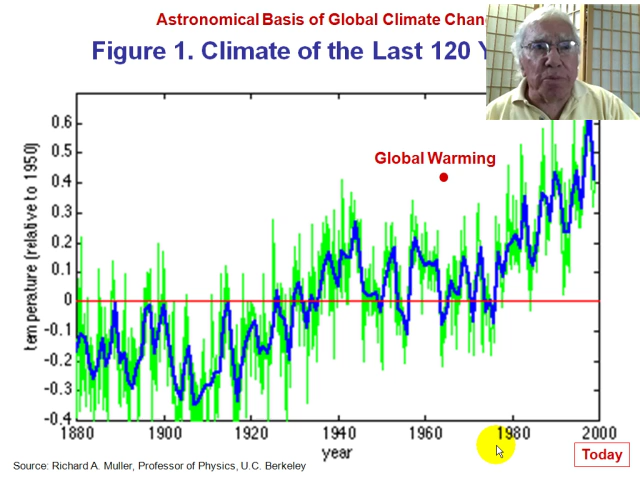 Astronomical Basis of Global Climate Chan
Figure 1. Climate of the Last 120 Y
Global Warming
temperature (relative to 1950)
0.6
0.5
0.4
0.3
0.2
0.1
0
-0.1
-0.2
-0.3
-0.4
1880 1900 1920 1940 1960 1980 2000
year
Today
Source: Richard A. Muller, Professor of Physics, U.C. Berkeley